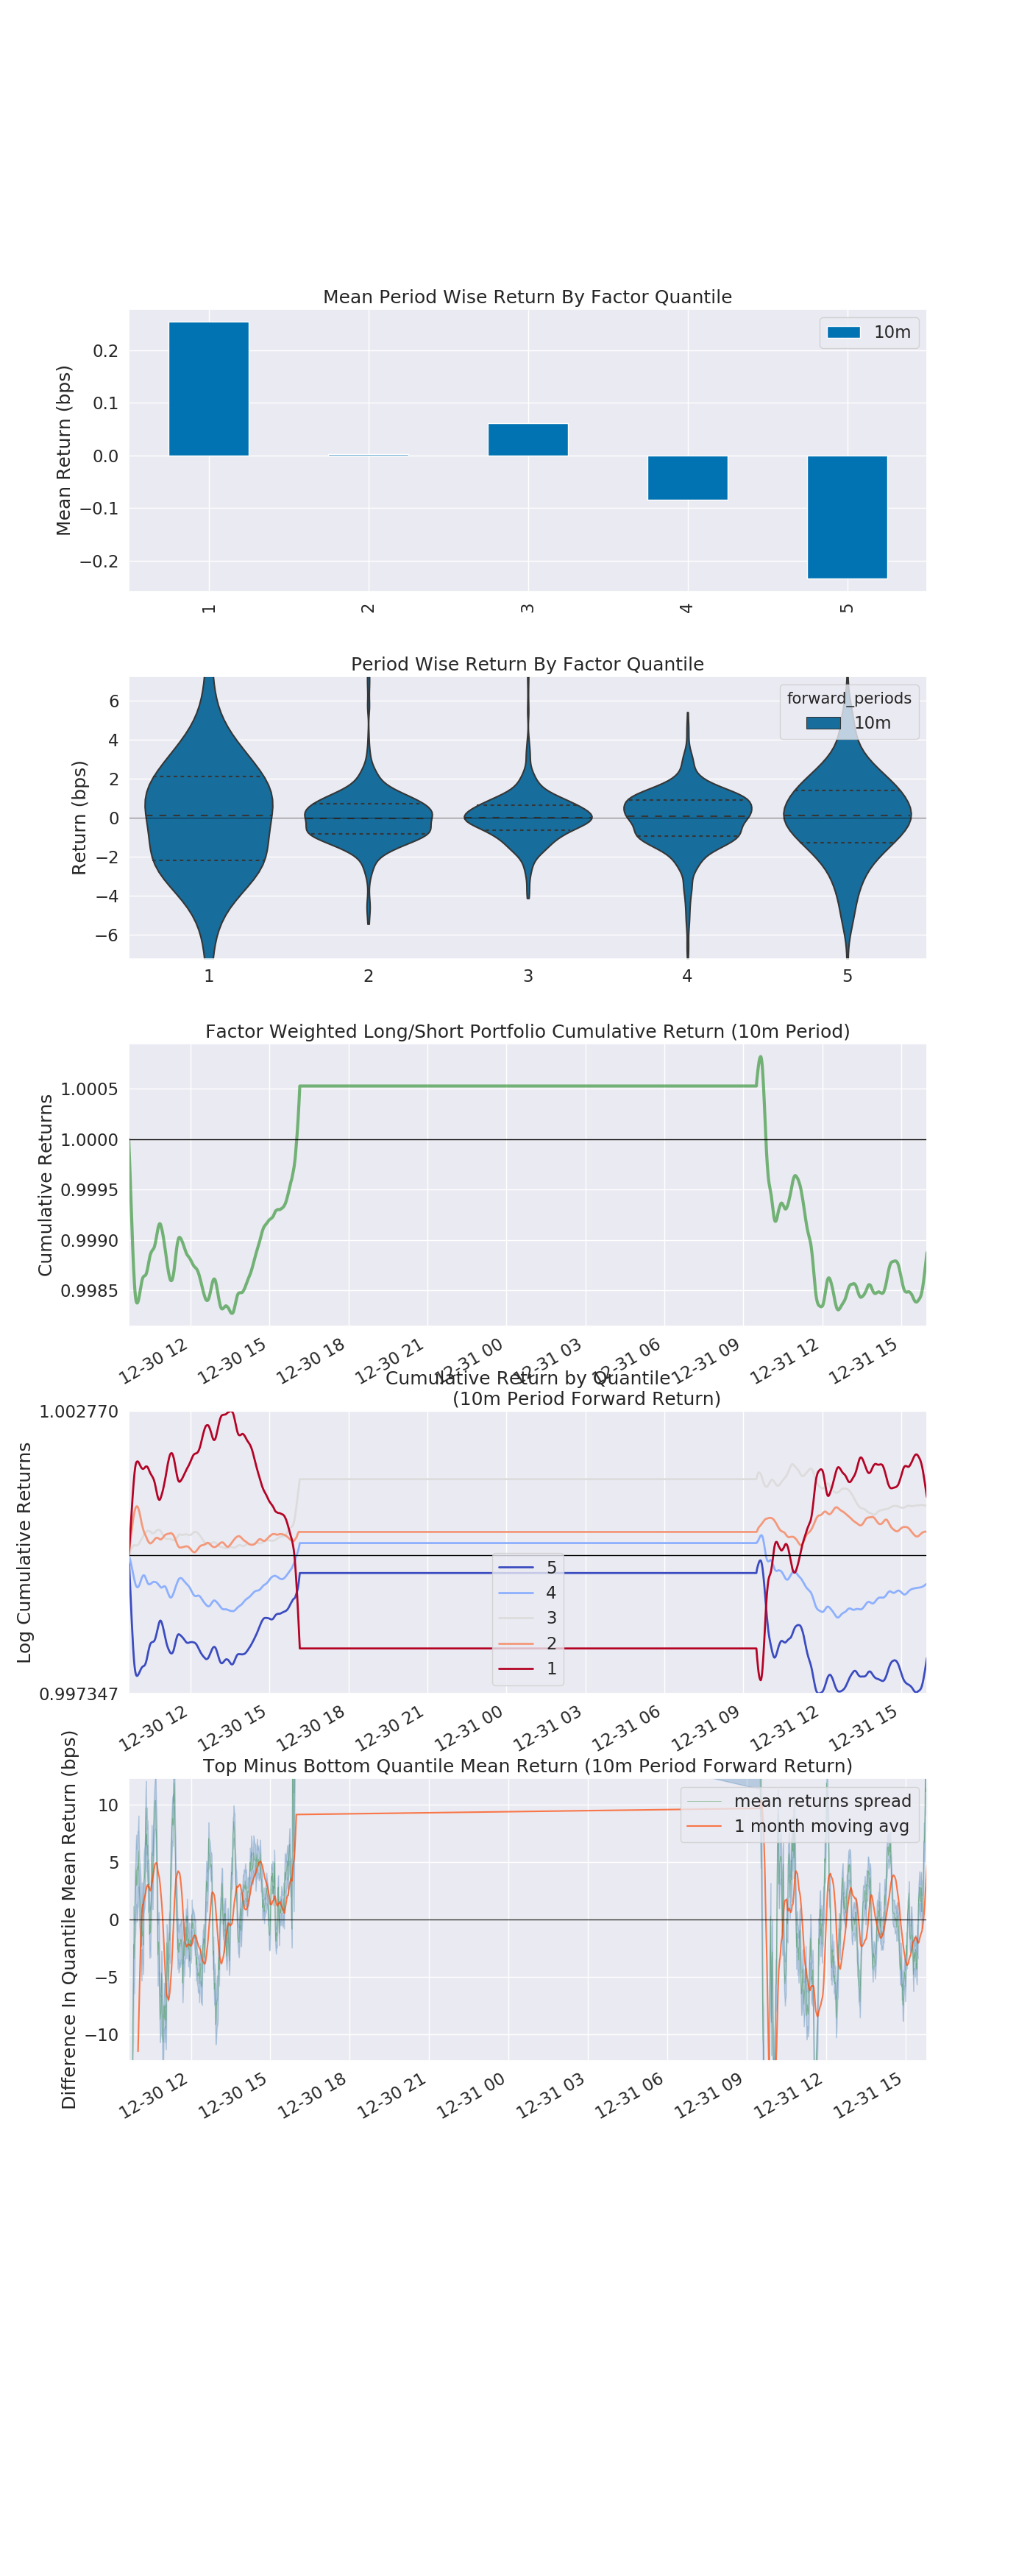 Mean Period Wise Return By Factor Quantile
Mean Return (bps)
0.2
0.1
0.0
−0.1
−0.2
10m
1 2 3 4 5
Period Wise Return By Factor Quantile
Return (bps)
6
4
2
0
−2
−4
−6
forward_periods
10m
1 2 3 4 5
Factor Weighted Long/Short Portfolio Cumulative Return (10m Period)
Cumulative Returns
1.0005
1.0000
0.9995
0.9990
0.9985
12-30 12 12-30 15 12-30 18 12-30 21 12-31 00 12-31 03 12-31 06 12-31 09 12-31 12 12-31 15
Cumulative Return by Quantile
(10m Period Forward Return)
Log Cumulative Returns
1.002770
0.997347
5
4
3
2
1
12-30 12 12-30 15 12-30 18 12-30 21 12-31 00 12-31 03 12-31 06 12-31 09 12-31 12 12-31 15
Top Minus Bottom Quantile Mean Return (10m Period Forward Return)
Difference In Quantile Mean Return (bps)
10
5
0
−5
−10
mean returns spread
1 month moving avg
12-30 12 12-30 15 12-30 18 12-30 21 12-31 00 12-31 03 12-31 06 12-31 09 12-31 12 12-31 15